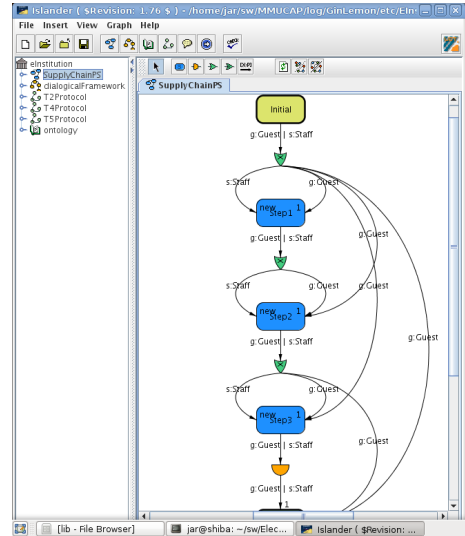 Islander ( $Revision: 1.76 $ ) - /home/jar/sw/MMUCAP/log/GinLemon/etc/EIn-
File Insert View Graph Help
D(P)
eInstitution
SupplyChainPS
dialogicalFramework
T2Protocol
T4Protocol
T5Protocol
ontology
SupplyChainPS
Initial
g:Guest | s:Staff
s:Staff
g:Guest
new 1
Step1
g:Guest
g:Guest | s:Staff
s:Staff
g:Guest
g:Guest
new 1
Step2
g:Guest
g:Guest | s:Staff
s:Staff
g:Guest
new 1
Step3
g:Guest
g:Guest | s:Staff
g:Guest | s:Staff
1
[lib - File Browser]
jar@shiba: ~/sw/Elec...
Islander ( $Revision: ...